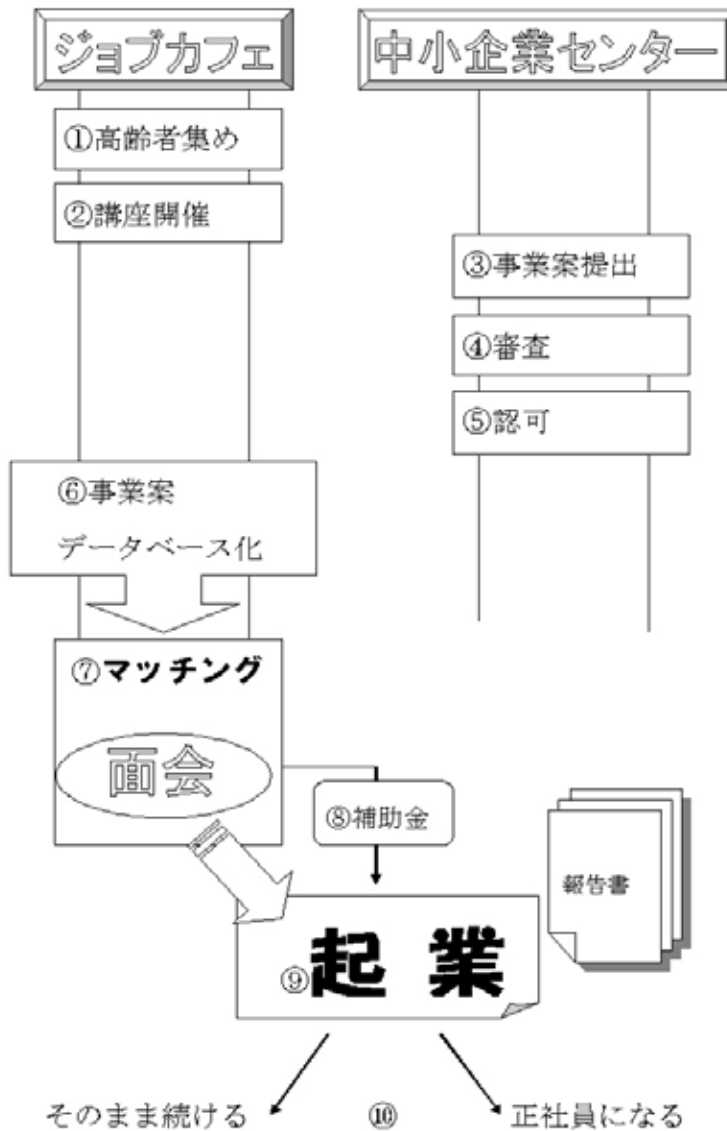 ジョブカフェ
中小企業センター
①高齢者集め
②講座開催
③事業案提出
④審査
⑤認可
⑥事業案
データベース化
⑦マッチング
面会
⑧補助金
報告書
⑨起業
そのまま続ける
⑩
正社員になる